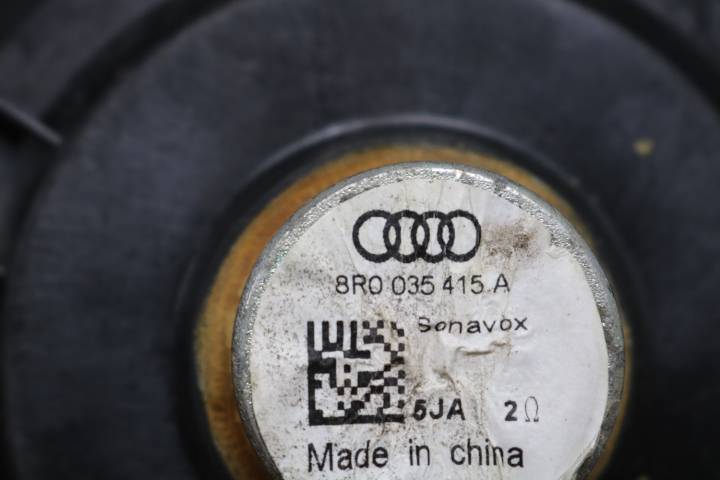 8R0 035 415 A
Sonavox
5JA 2Ω
Made in china